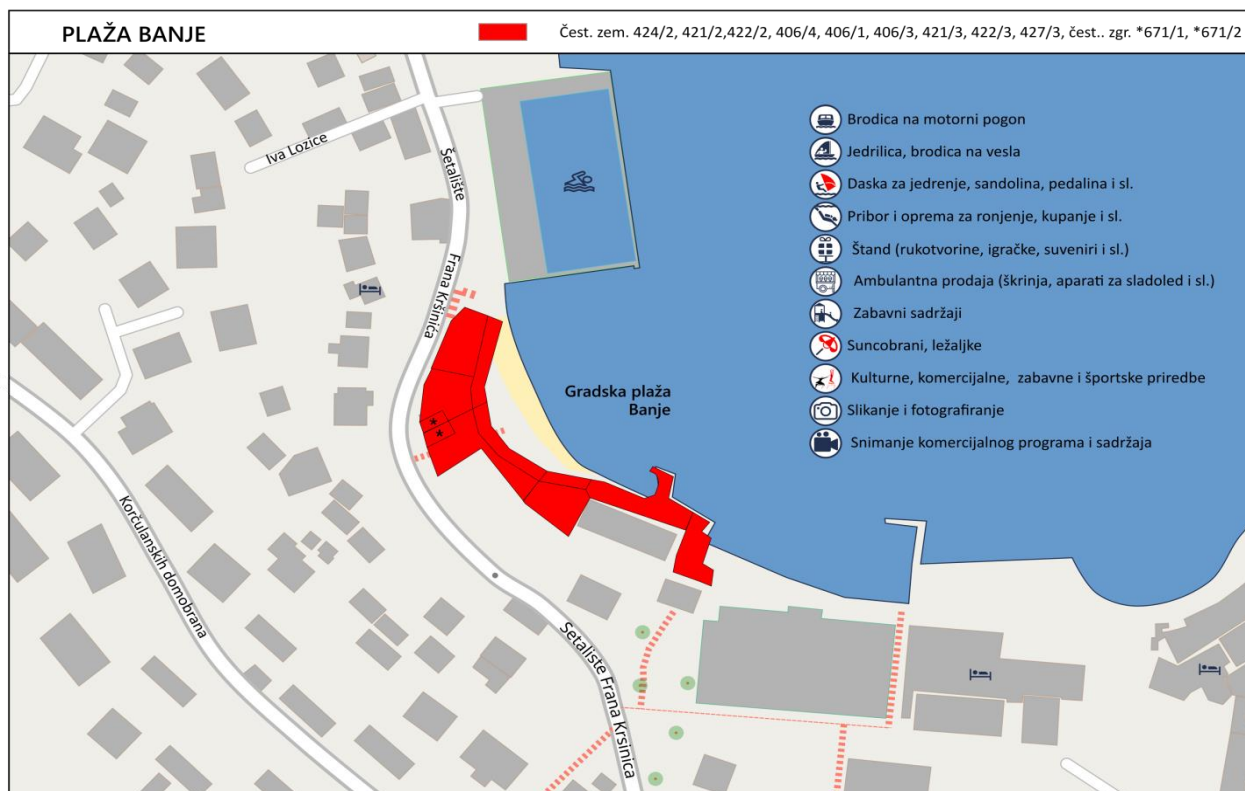 PLAŽA BANJE
Čest. zem. 424/2, 421/2,422/2, 406/4, 406/1, 406/3, 421/3, 422/3, 427/3, čest.. zgr. *671/1, *671/2
Brodica na motorni pogon
Jedrilica, brodica na vesla
Daska za jedrenje, sandolina, pedalina i sl.
Pribor i oprema za ronjenje, kupanje i sl.
Štand (rukotvorine, igračke, suveniri i sl.)
Ambulantna prodaja (škrinja, aparati za sladoled i sl.)
Zabavni sadržaji
Suncobrani, ležaljke
Kulturne, komercijalne, zabavne i športske priredbe
Slikanje i fotografiranje
Snimanje komercijalnog programa i sadržaja
Iva Lozice
Šetalište
Frana Kršinića
Gradska plaža
Banje
Korčulanskih domobrana
Setaliste Frana Krsinica